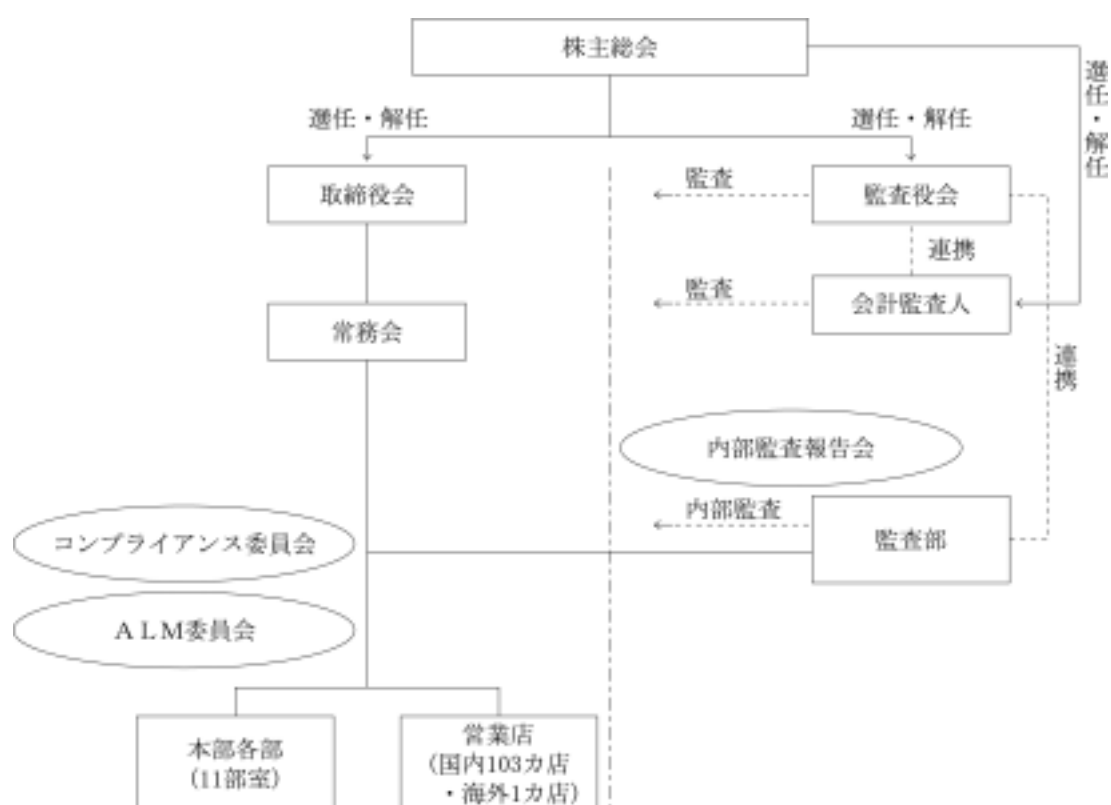 株主総会
選任・解任
選任・解任
選任・解任
取締役会
監査
監査役会
連携
常務会
監査
会計監査人
連携
内部監査報告会
コンプライアンス委員会
内部監査
監査部
ALM委員会
本部各部
(11部室)
営業店
(国内103カ店
・海外1カ店)